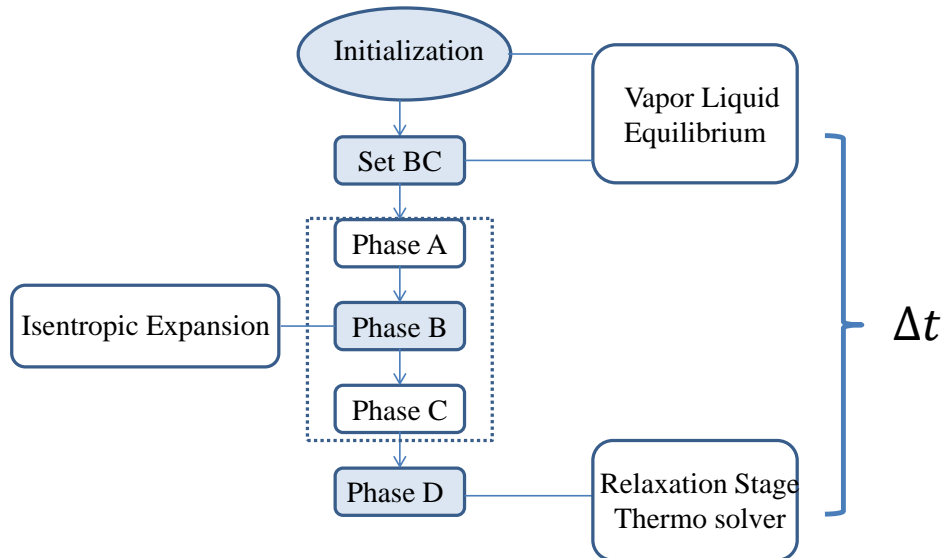 Initialization
Vapor Liquid
Equilibrium
Set BC
Phase A
Isentropic Expansion
Phase B
Δt
Phase C
Phase D
Relaxation Stage
Thermo solver